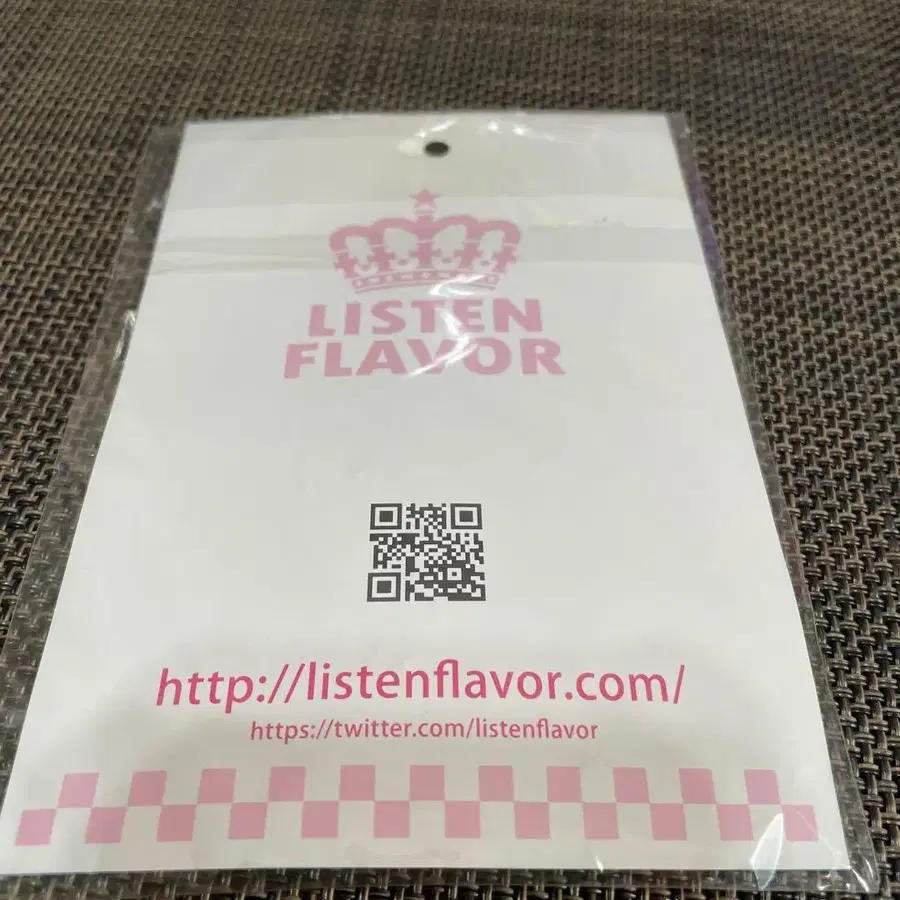 LISTEN
FLAVOR
http://listenflavor.com/
https://twitter.com/listenflavor